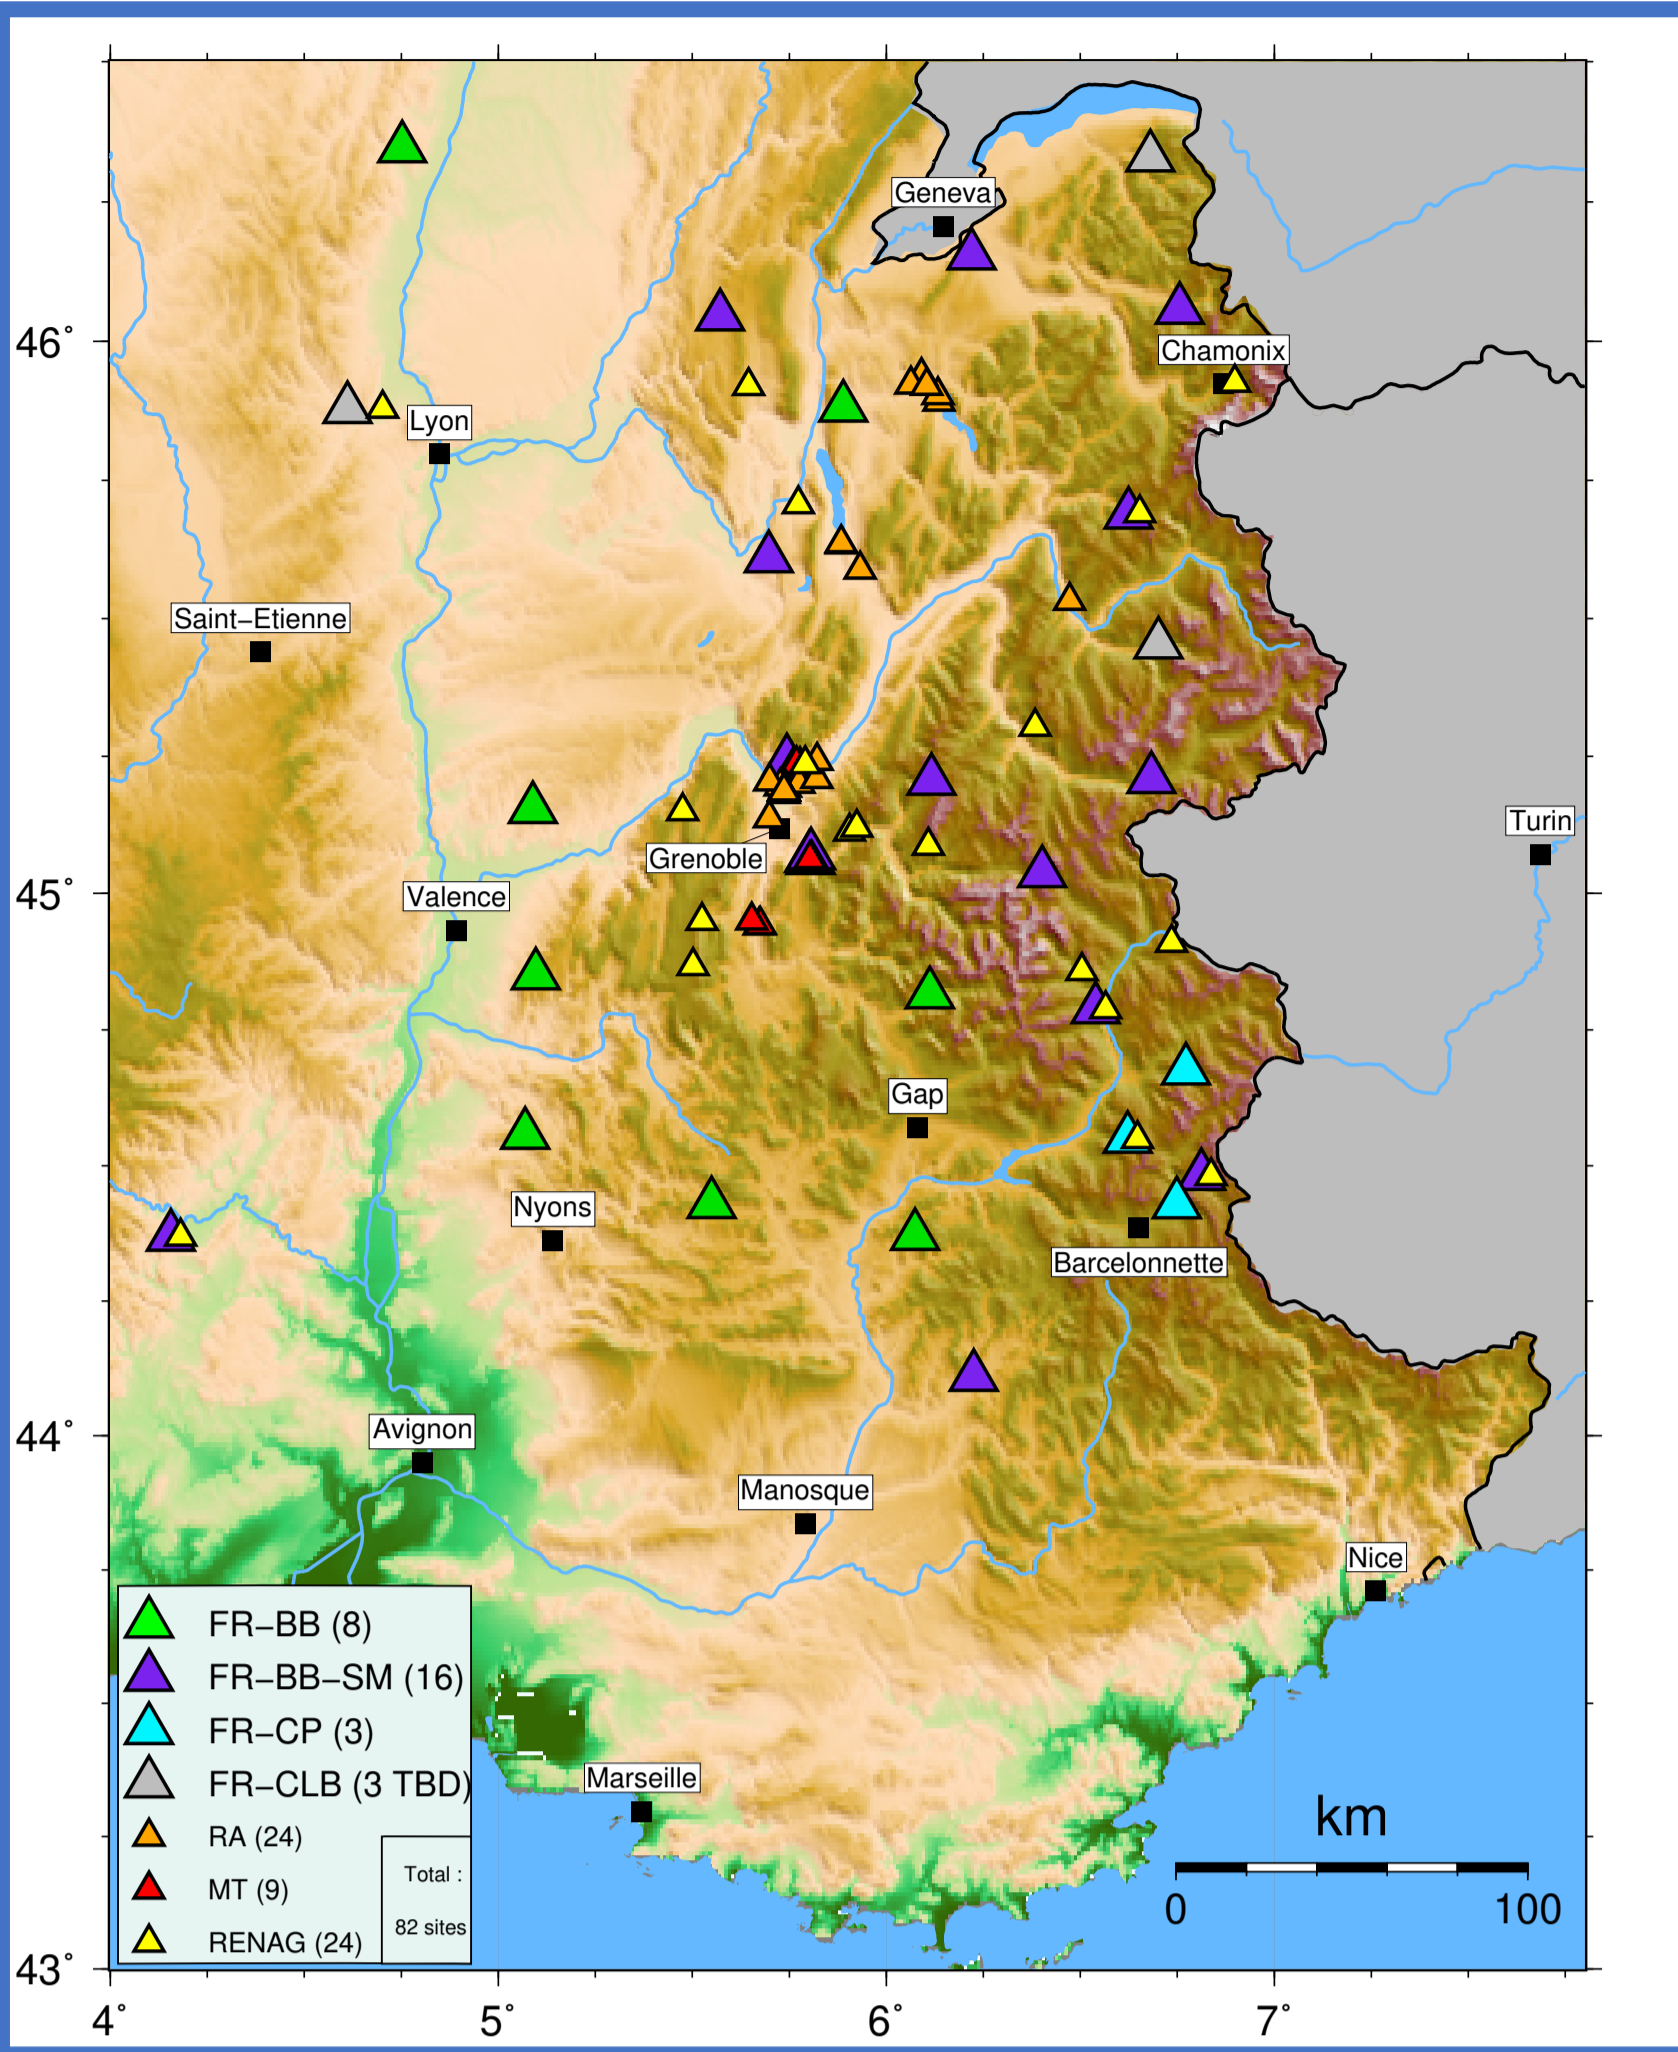 Geneva
46°
Chamonix
Lyon
Saint–Etienne
Turin
Grenoble
45°
Valence
Gap
Nyons
Barcelonnette
44°
Avignon
Manosque
Nice
FR–BB (8)
FR–BB–SM (16)
FR–CP (3)
FR–CLB (3 TBD)
RA (24)
MT (9)
RENAG (24)
Total :
82 sites
Marseille
km
0 100
43°
4° 5° 6° 7°